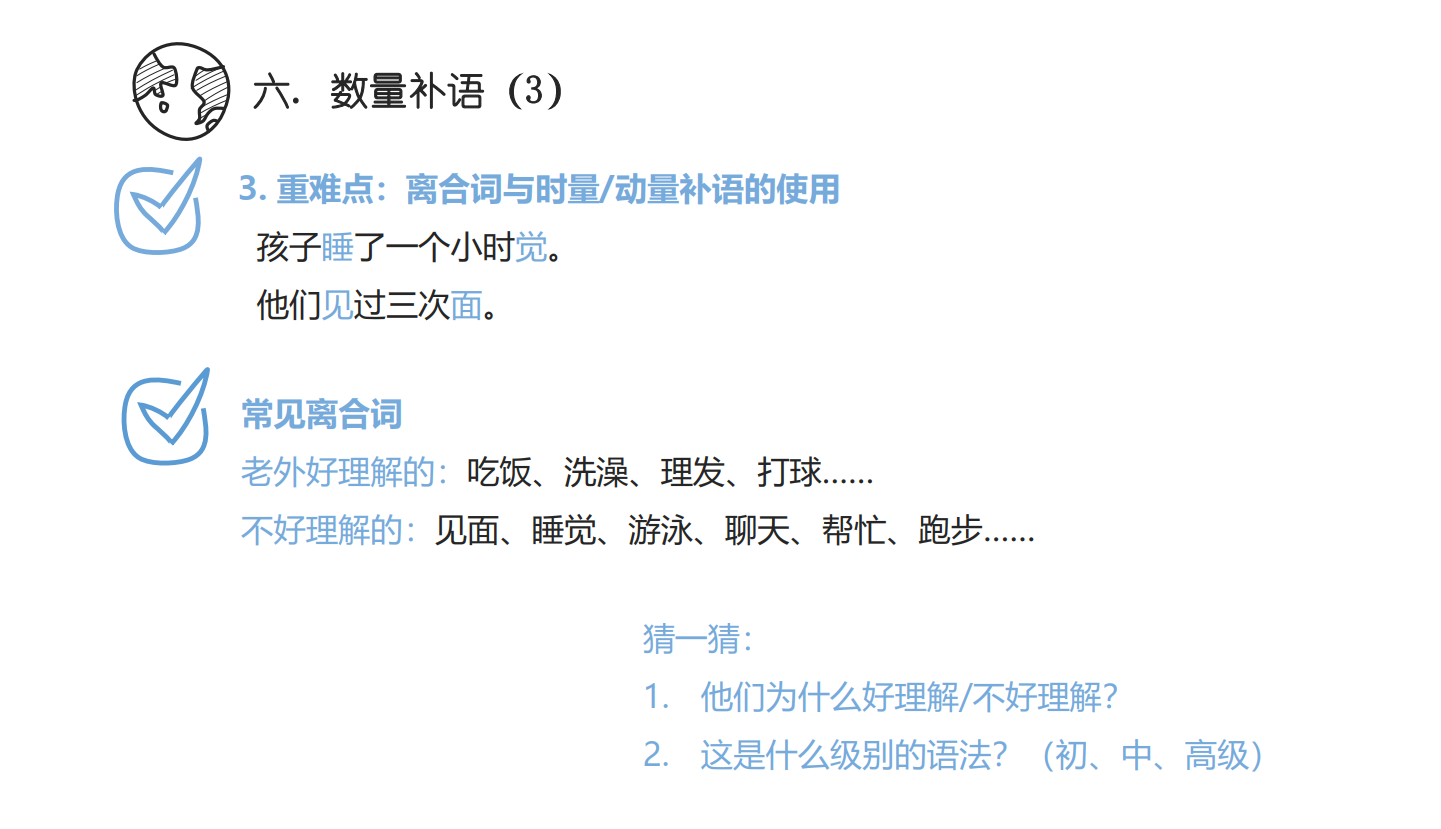 六. 数量补语（3）
3. 重难点：离合词与时量/动量补语的使用
孩子睡了一个小时觉。
他们见过三次面。
常见离合词
老外好理解的：吃饭、洗澡、理发、打球……
不好理解的：见面、睡觉、游泳、聊天、帮忙、跑步……
猜一猜：
1. 他们为什么好理解/不好理解？
2. 这是什么级别的语法？（初、中、高级）